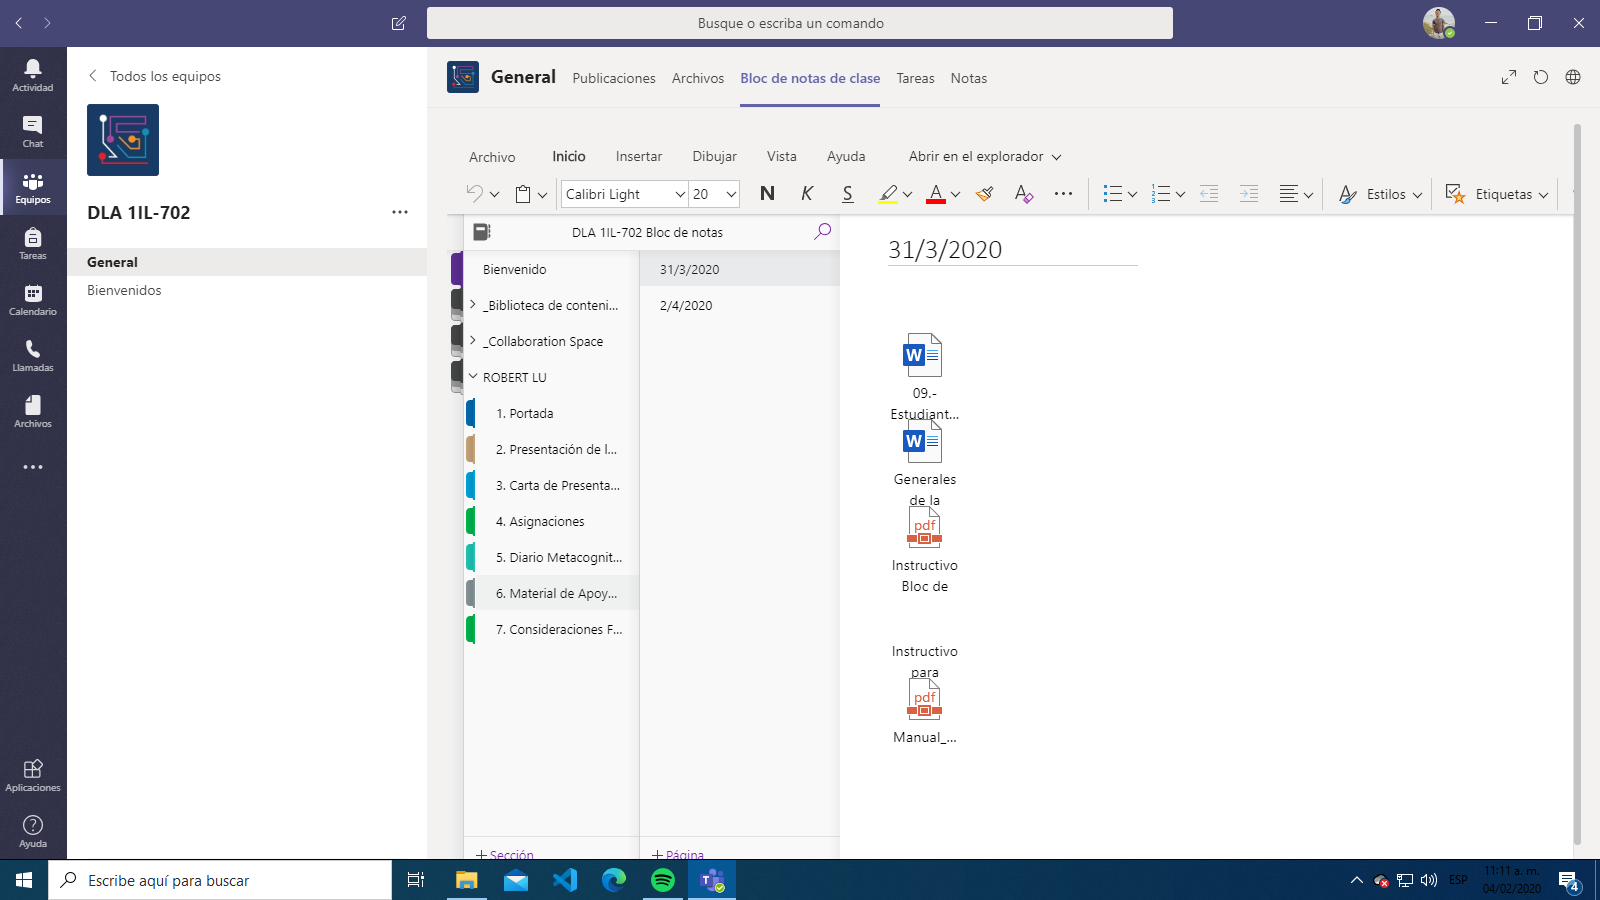 Busque o escriba un comando
Actividad
Chat
Equipos
Tareas
Calendario
Llamadas
Archivos
Aplicaciones
Ayuda
Todos los equipos
DLA 1IL-702
General
Bienvenidos
General
Publicaciones
Archivos
Bloc de notas de clase
Tareas
Notas
Archivo
Inicio
Insertar
Dibujar
Vista
Ayuda
Abrir en el explorador
Calibri Light
20
N
K
S
Estilos
Etiquetas
DLA 1IL-702 Bloc de notas
Bienvenido
_Biblioteca de conteni...
_Collaboration Space
ROBERT LU
1. Portada
2. Presentación de l...
3. Carta de Presenta...
4. Asignaciones
5. Diario Metacognit...
6. Material de Apoy...
7. Consideraciones F...
+ Sección
31/3/2020
2/4/2020
+ Página
31/3/2020
09.-
Estudiant...
Generales
de la
pdf
Instructivo
Bloc de
Instructivo
para
pdf
Manual_...
Escribe aquí para buscar
ESP
11:11 a. m.
04/02/2020
4